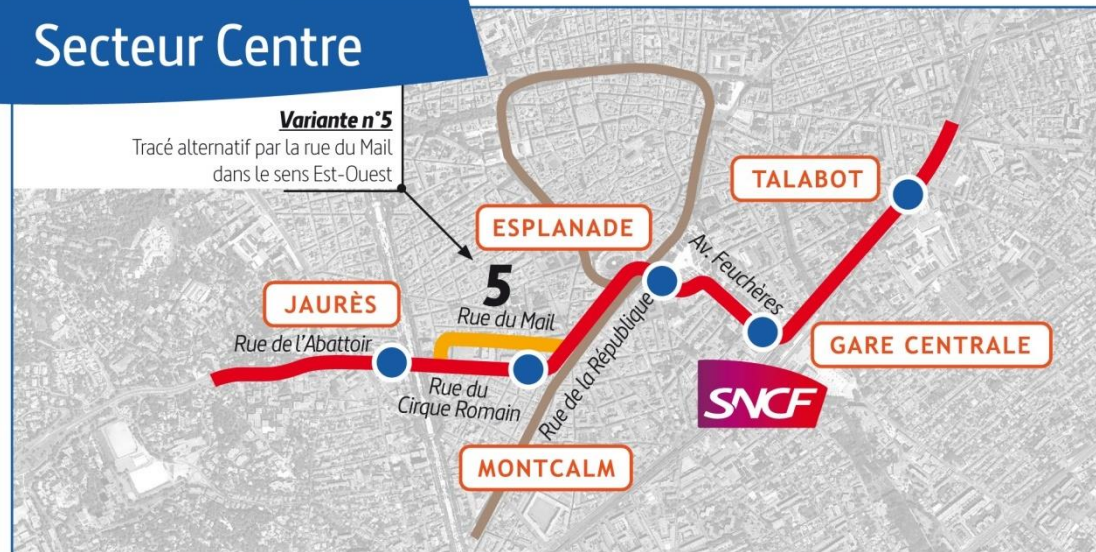 Secteur Centre
Variante n°5
Tracé alternatif par la rue du Mail
dans le sens Est-Ouest
TALABOT
ESPLANADE
Av. Feuchères
5
JAURÈS
Rue du Mail
Rue de l'Abattoir
Rue de la République
GARE CENTRALE
Rue du
Cirque Romain
SNCF
MONTCALM